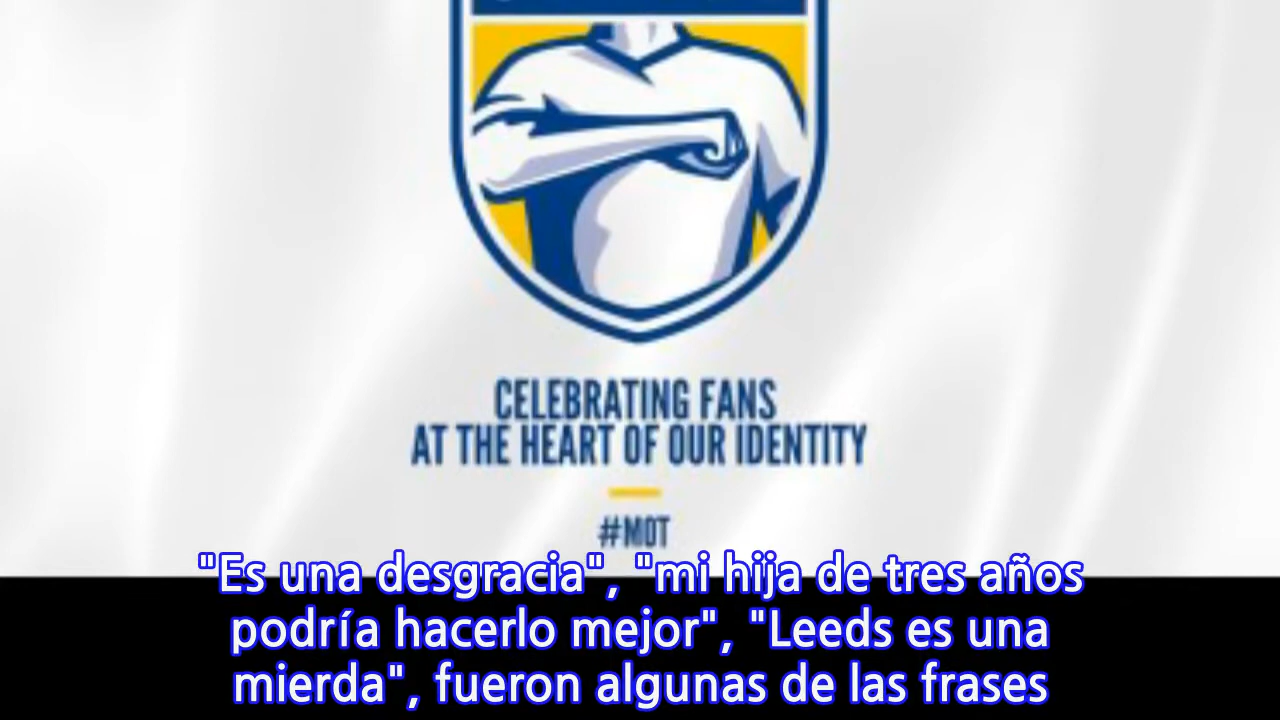 CELEBRATING FANS
AT THE HEART OF OUR IDENTITY
#MOT
"Es una desgracia", "mi hija de tres años
podría hacerlo mejor", "Leeds es una
mierda", fueron algunas de las frases